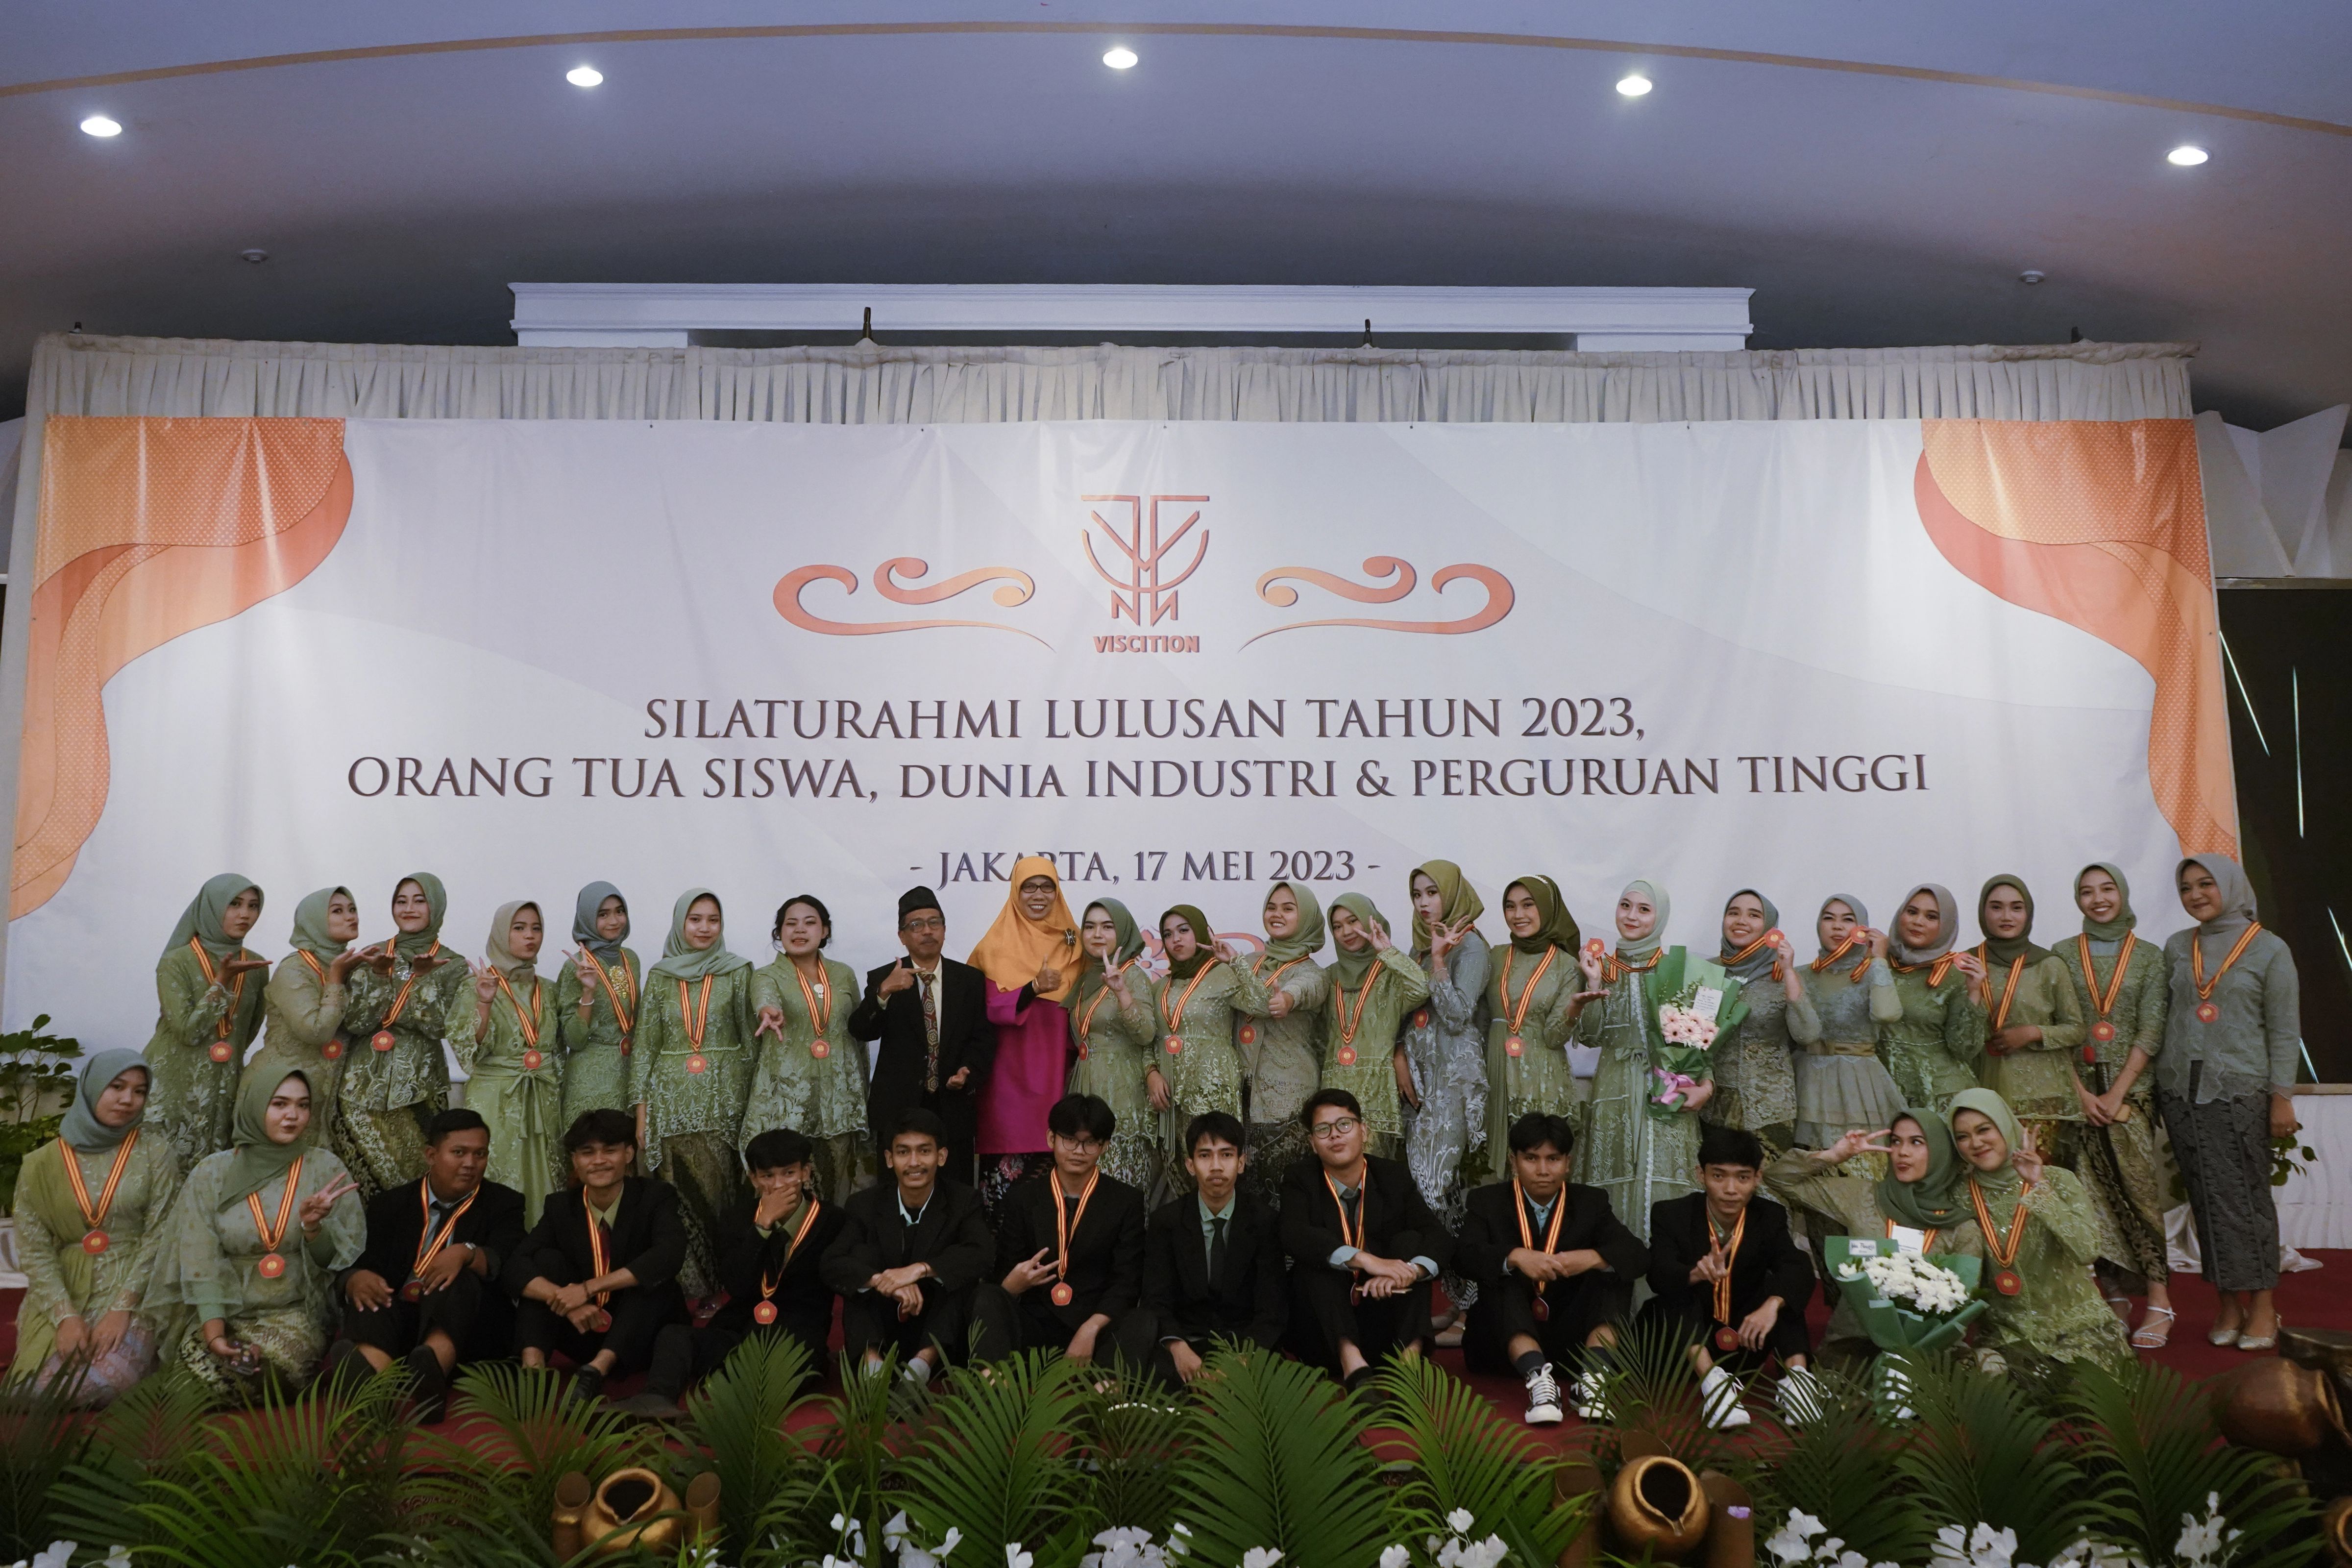 VISCITION
SILATURAHMI LULUSAN TAHUN 2023,
ORANG TUA SISWA, DUNIA INDUSTRI & PERGURUAN TINGGI
- JAKARTA, 17 MEI 2023 -